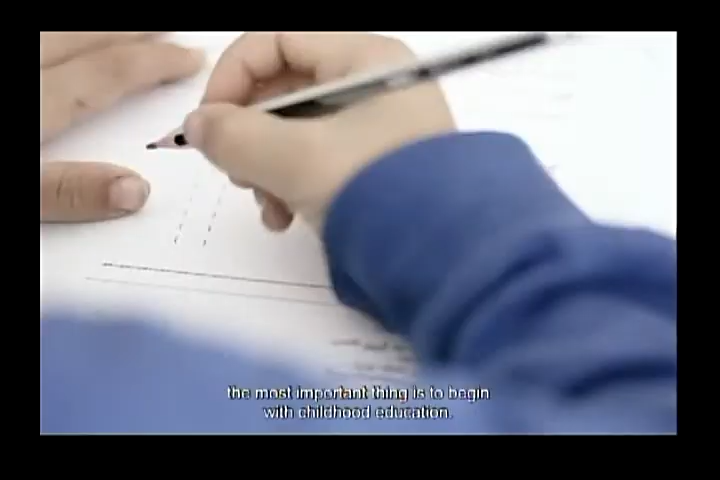 the most important thing is to begin
with childhood education.